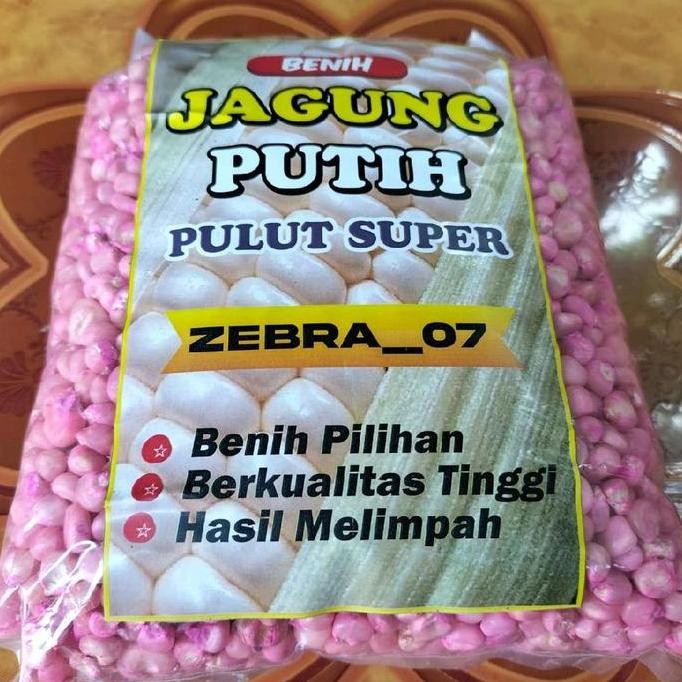 BENIH
JAGUNG
PUTIH
PULUT SUPER
ZEBRA_07
Benih Pilihan
Berkualitas Tinggi
Hasil Melimpah